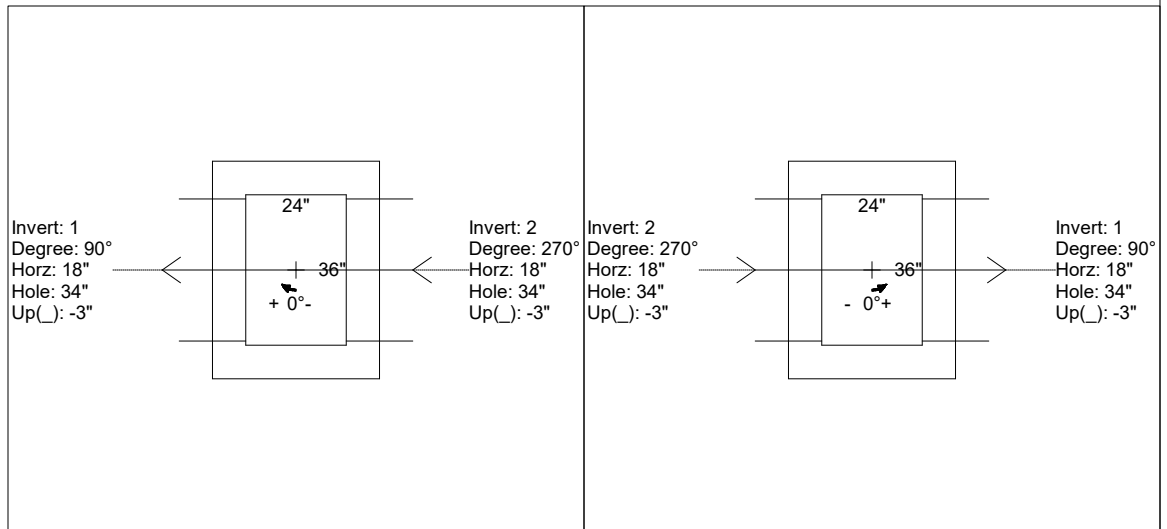 24"
Invert: 1
Degree: 90°
Horz: 18"
Hole: 34"
Up(_): -3"
36"
+ 0°-
Invert: 2
Degree: 270°
Horz: 18"
Hole: 34"
Up(_): -3"
Invert: 2
Degree: 270°
Horz: 18"
Hole: 34"
Up(_): -3"
24"
36"
- 0°+
Invert: 1
Degree: 90°
Horz: 18"
Hole: 34"
Up(_): -3"